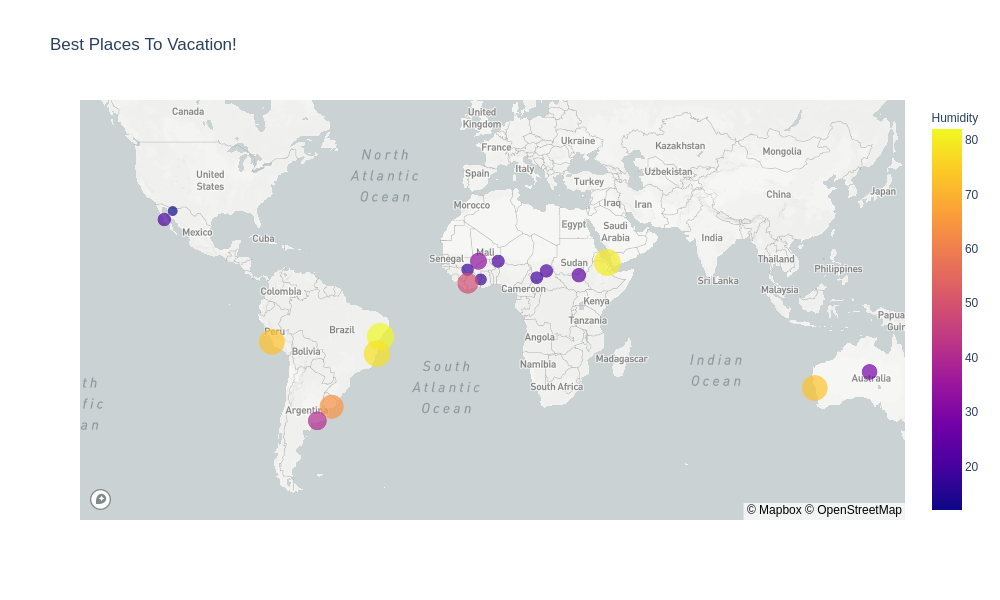 Best Places To Vacation!
Humidity
80
70
60
50
40
30
20
Canada
United
States
Mexico
Cuba
North
Atlantic
Ocean
United
Kingdom
France
Spain
Italy
Ukraine
Turkey
Kazakhstan
Uzbekistan
Mongolia
China
Japan
Morocco
Egypt
Iraq
Iran
Saudi
Arabia
India
Senegal
Mali
Sudan
Cameroon
Thailand
Philippines
Sri Lanka
Malaysia
Colombia
Peru
Brazil
Bolivia
Argentina
Kenya
Tanzania
Angola
Namibia
Madagascar
South Africa
Papua
Guin
South
Atlantic
Ocean
Indian
Ocean
Australia
th
fic
an
© Mapbox © OpenStreetMap